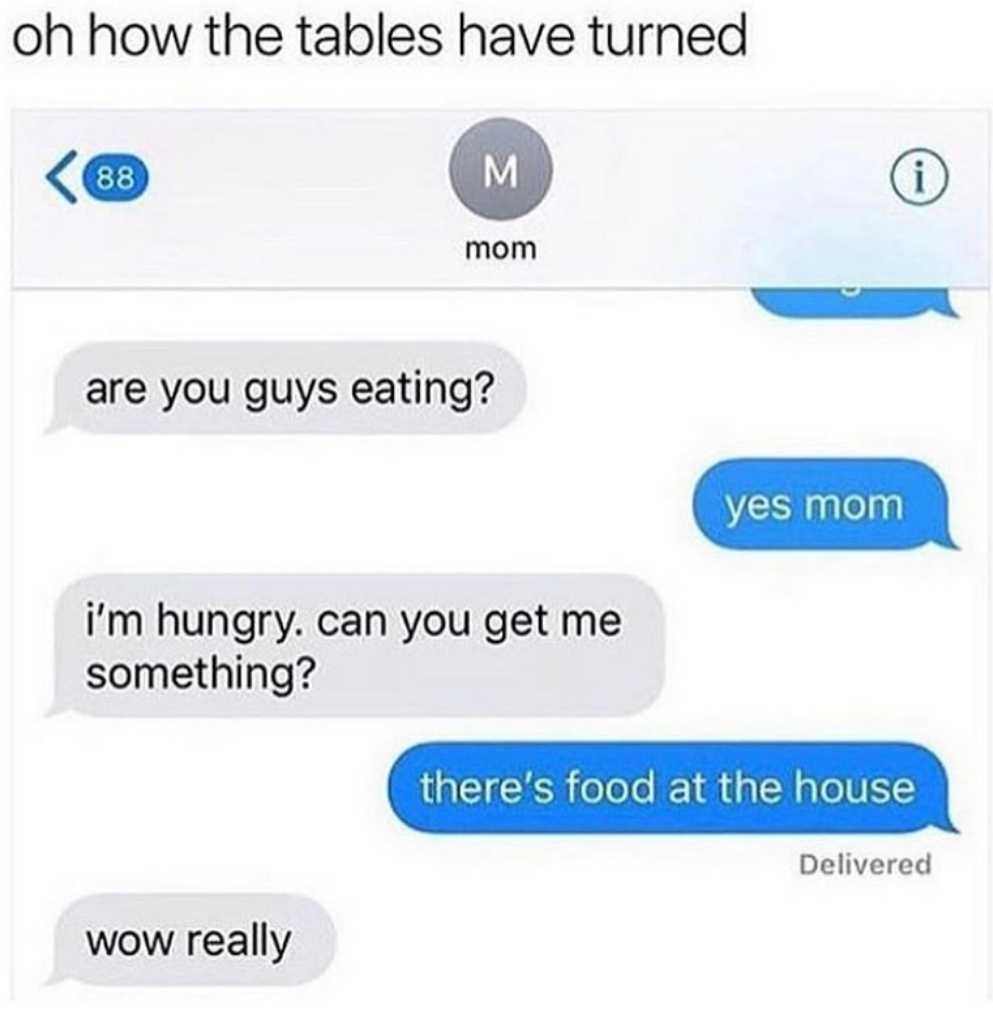 oh how the tables have turned
88
M
i
mom
are you guys eating?
yes mom
i'm hungry. can you get me
something?
there's food at the house
Delivered
wow really